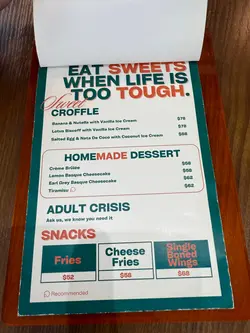 EAT SWEETS
WHEN LIFE IS
TOO TOUGH.
Sweet
CROFFLE
Banana & Nutella with Vanilla Ice Cream $78
Lotus Biscoff with Vanilla Ice Cream $78
Salted Egg & Nata De Coco with Coconut Ice Cream $88
HOMEMADE DESSERT
Crème Brûlée $58
Lemon Basque Cheesecake $68
Earl Grey Basque Cheesecake $62
Tiramisu $62
ADULT CRISIS
Ask us, we know you need it
SNACKS
Fries
$52
Cheese
Fries
$58
Single
Boned
Wings
$68
Recommended